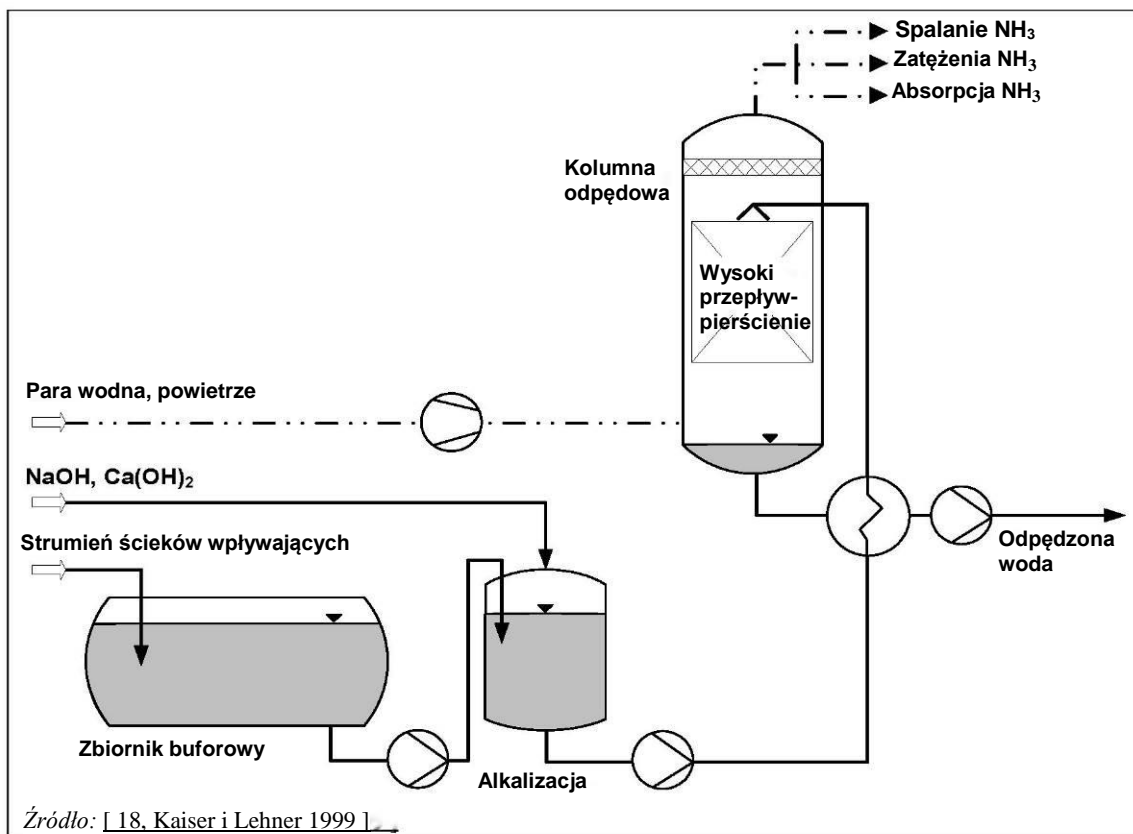 Spalanie NH₃
Zatężenia NH₃
Absorpcja NH₃
Kolumna
odpędowa
Wysoki
przepływ-
pierścienie
Para wodna, powietrze
NaOH, Ca(OH)₂
Strumień ścieków wpływających
Odpędzona
woda
Zbiornik buforowy
Alkalizacja
Źródło: [ 18, Kaiser i Lehner 1999 ]